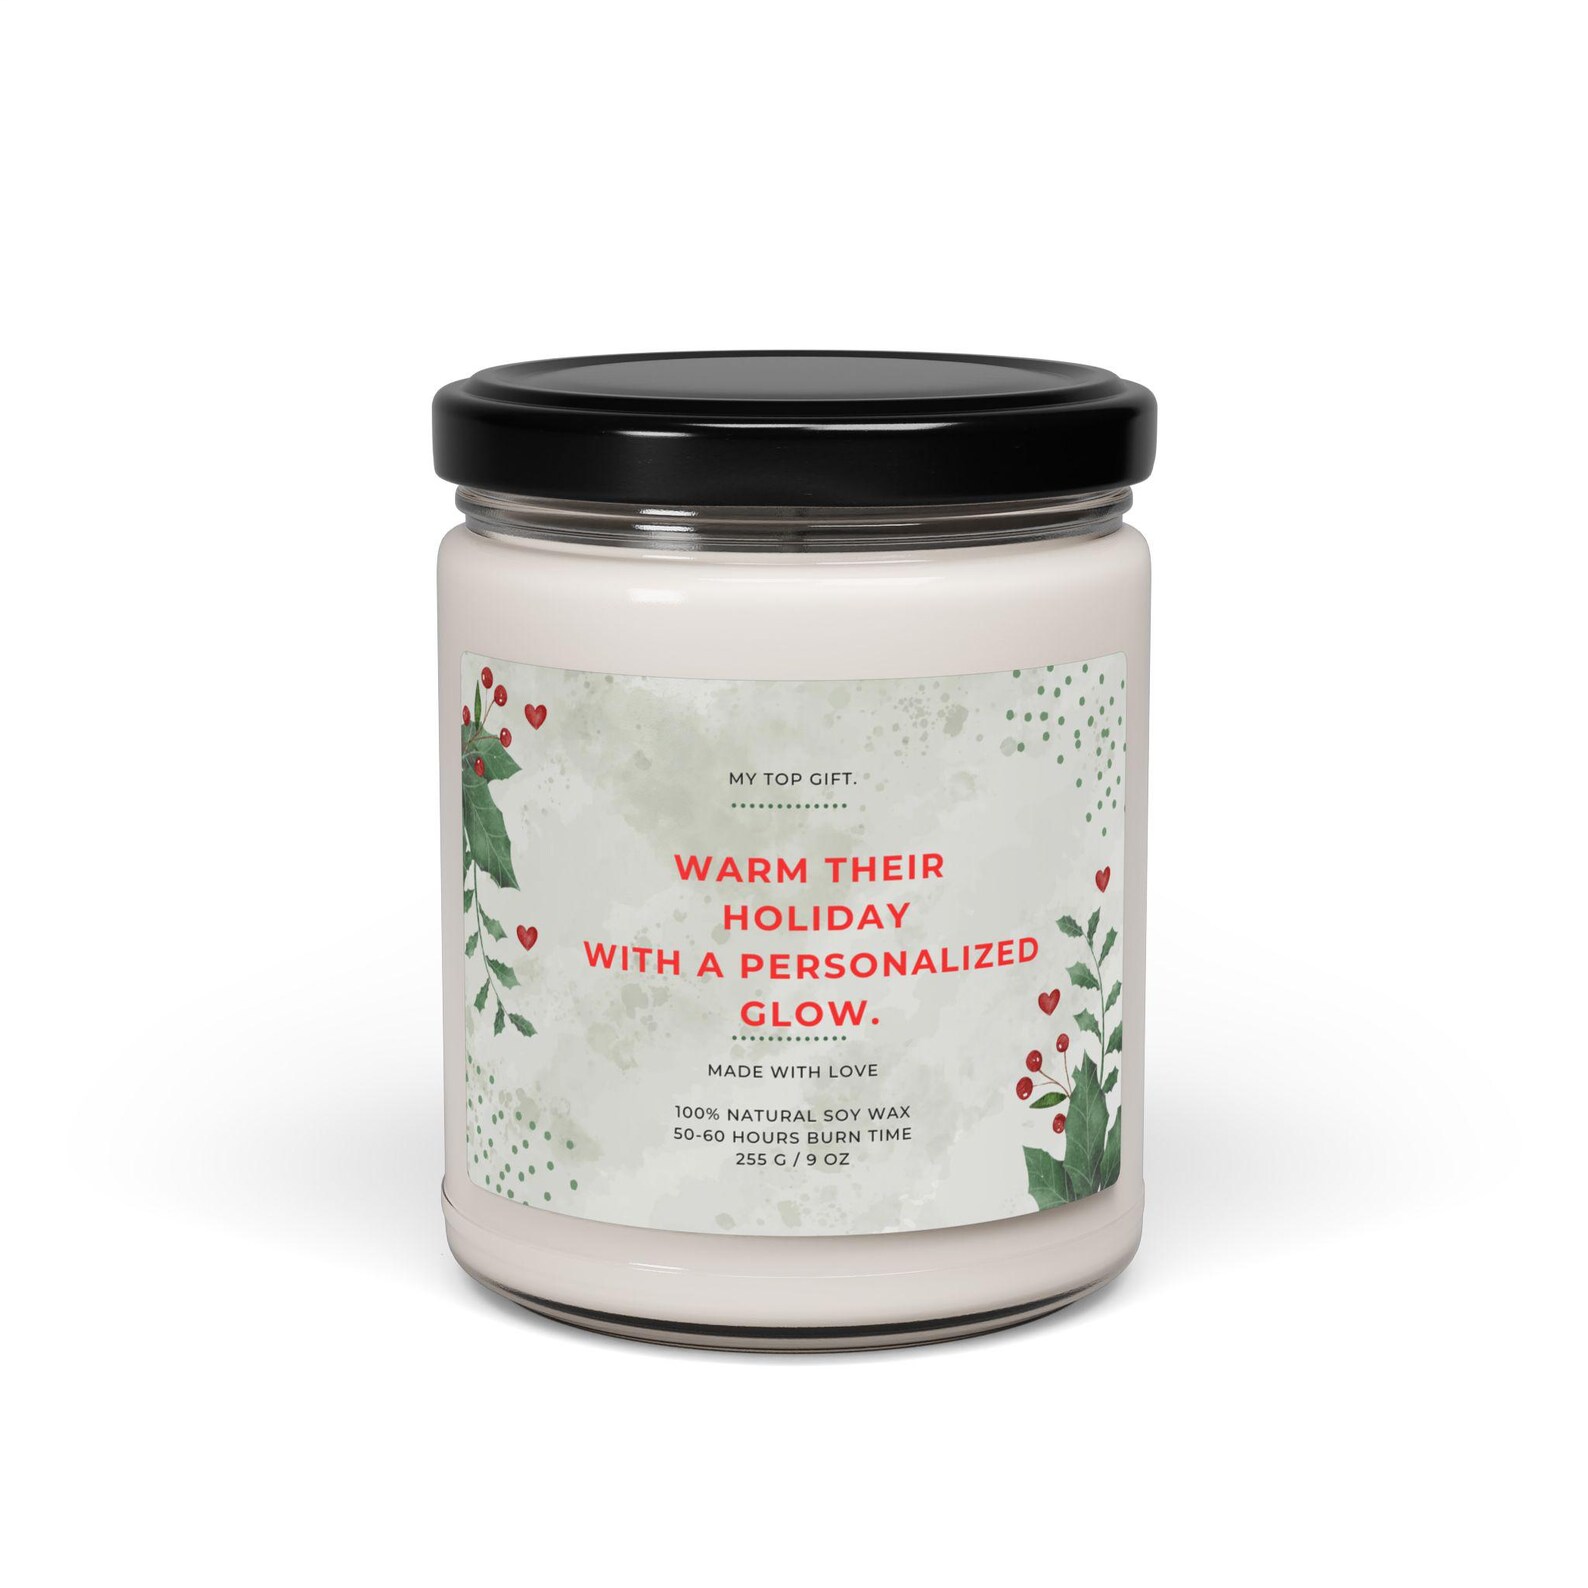 MY TOP GIFT.
WARM THEIR
HOLIDAY
WITH A PERSONALIZED
GLOW.
MADE WITH LOVE
100% NATURAL SOY WAX
50-60 HOURS BURN TIME
255 G / 9 OZ